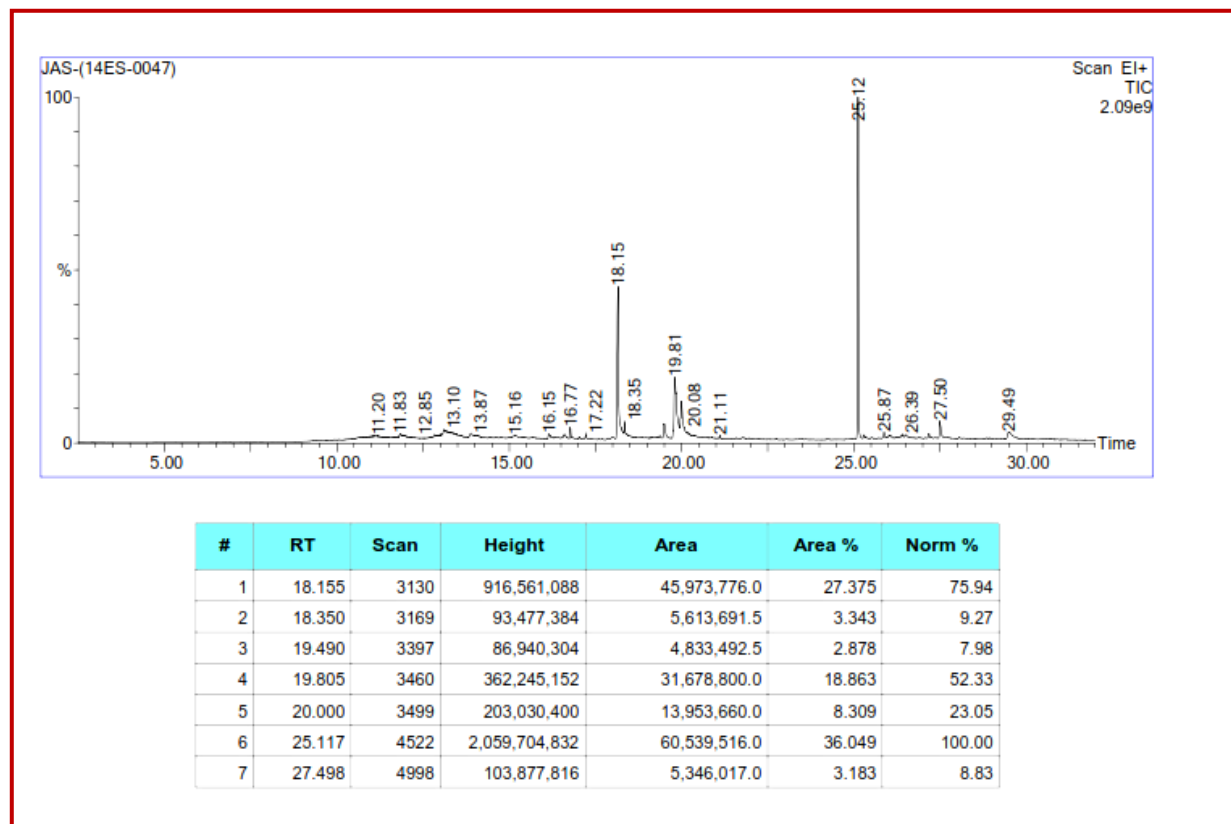 JAS-(14ES-0047)
Scan EI+
TIC
2.09e9
100
%
0
25.12
18.15
19.81
11.20
11.83
12.85
13.10
13.87
15.16
16.15
16.77
17.22
18.35
20.08
21.11
25.87
26.39
27.50
29.49
Time
5.00 10.00 15.00 20.00 25.00 30.00
# RT Scan Height Area Area % Norm %
1 18.155 3130 916,561,088 45,973,776.0 27.375 75.94
2 18.350 3169 93,477,384 5,613,691.5 3.343 9.27
3 19.490 3397 86,940,304 4,833,492.5 2.878 7.98
4 19.805 3460 362,245,152 31,678,800.0 18.863 52.33
5 20.000 3499 203,030,400 13,953,660.0 8.309 23.05
6 25.117 4522 2,059,704,832 60,539,516.0 36.049 100.00
7 27.498 4998 103,877,816 5,346,017.0 3.183 8.83